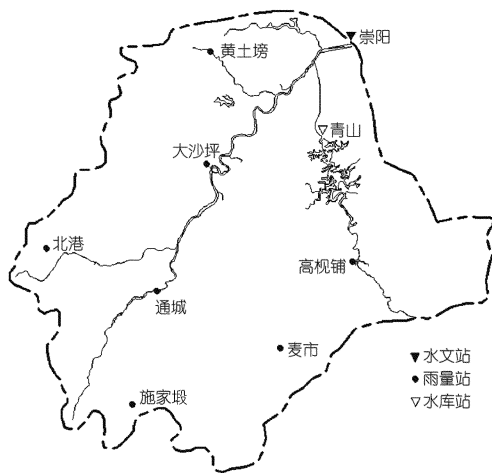 崇阳
黄土塝
青山
大沙坪
北港
高枧铺
通城
麦市
施家塅
水文站
雨量站
水库站